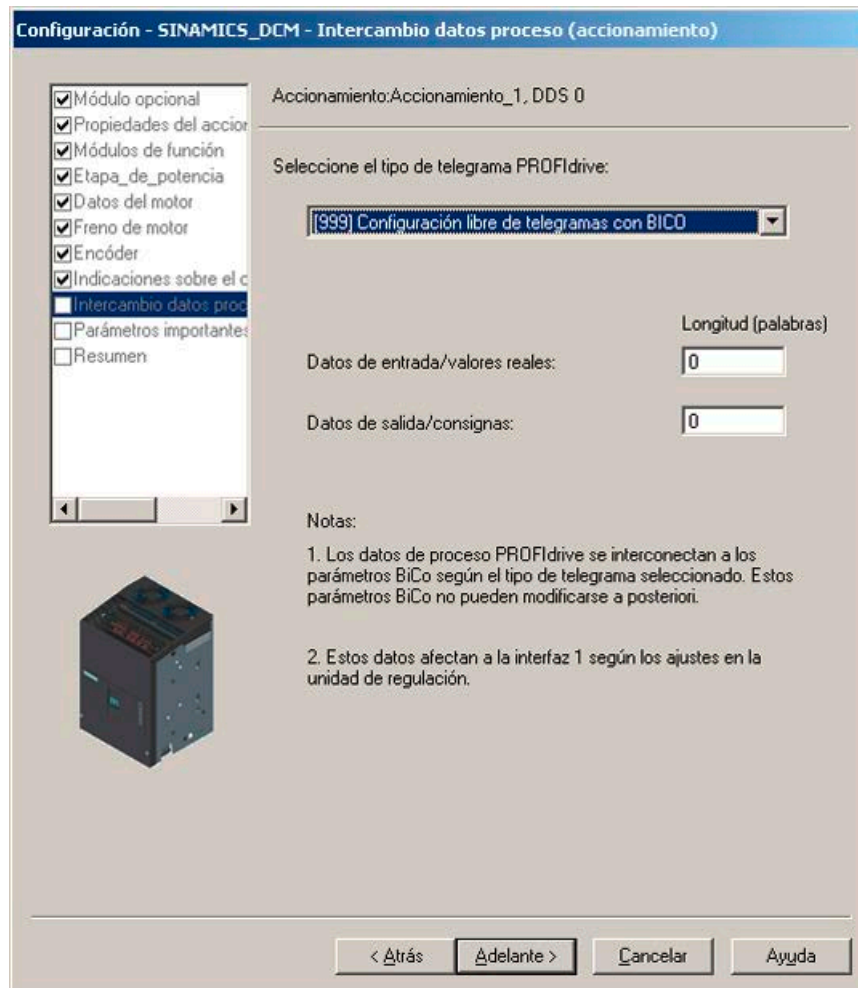 Configuración - SINAMICS_DCM - Intercambio datos proceso (accionamiento)
Módulo opcional
Propiedades del accior
Módulos de función
Etapa_de_potencia
Datos del motor
Freno de motor
Encóder
Indicaciones sobre el c
Intercambio datos proc
Parámetros importantes
Resumen
Accionamiento:Accionamiento_1, DDS 0
Seleccione el tipo de telegrama PROFIdrive:
[999] Configuración libre de telegramas con BICO
Longitud (palabras)
Datos de entrada/valores reales: 0
Datos de salida/consignas: 0
Notas:
1. Los datos de proceso PROFIdrive se interconectan a los
parámetros BiCo según el tipo de telegrama seleccionado. Estos
parámetros BiCo no pueden modificarse a posteriori.
2. Estos datos afectan a la interfaz 1 según los ajustes en la
unidad de regulación.
< Atrás Adelante > Cancelar Ayuda